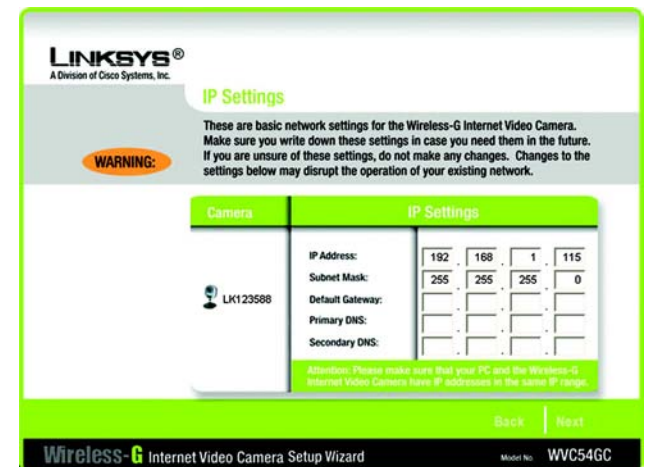 LINKSYS®
A Division of Cisco Systems, Inc.
IP Settings
WARNING:
These are basic network settings for the Wireless-G Internet Video Camera.
Make sure you write down these settings in case you need them in the future.
If you are unsure of these settings, do not make any changes. Changes to the
settings below may disrupt the operation of your existing network.
Camera
IP Settings
LK123588
IP Address: 192 . 168 . 1 . 115
Subnet Mask: 255 . 255 . 255 . 0
Default Gateway: . . .
Primary DNS: . . .
Secondary DNS: . . .
Attention: Please make sure that your PC and the Wireless-G
Internet Video Camera have IP addresses in the same IP range.
Back Next
Wireless-G Internet Video Camera Setup Wizard
Model No. WVC54GC